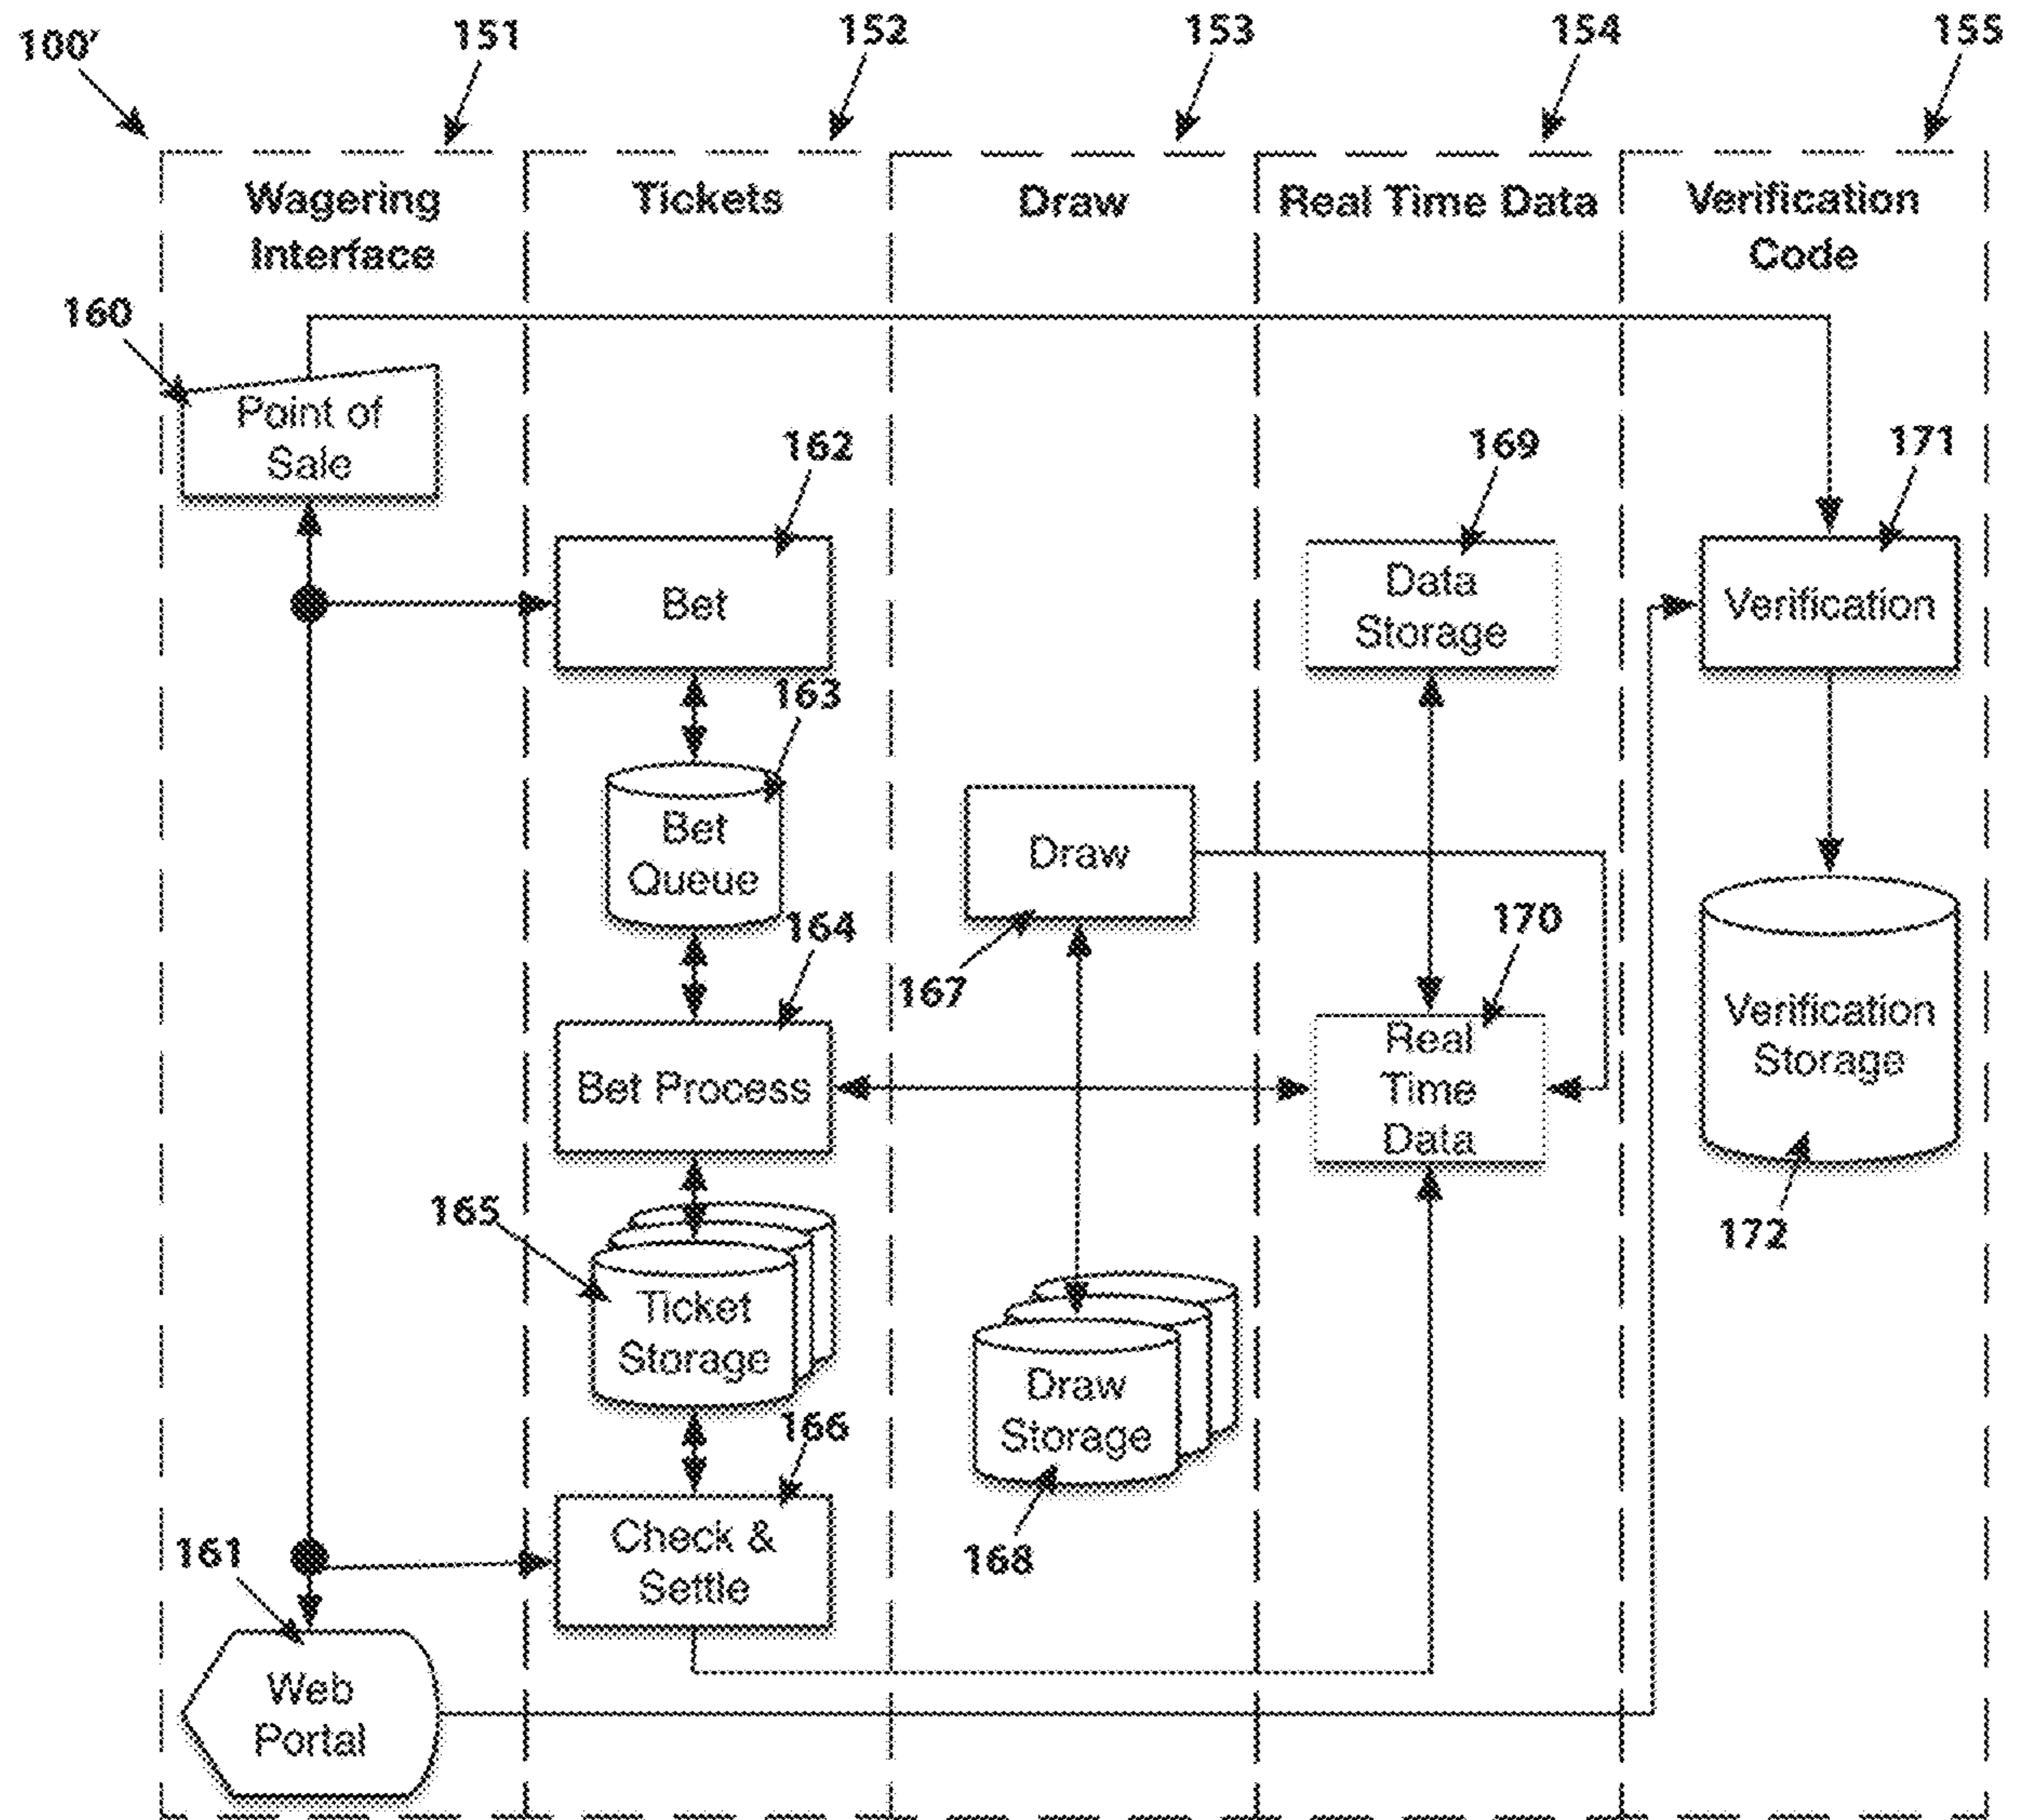 100′
151
152
153
154
155
Wagering
Interface
Tickets
Draw
Real Time Data
Verification
Code
160
Point of
Sale
162
Bet
169
Data
Storage
171
Verification
163
Bet
Queue
Draw
167
164
Bet Process
170
Real
Time
Data
Verification
Storage
172
165
Ticket
Storage
Draw
Storage
168
166
Check &
Settle
161
Web
Portal